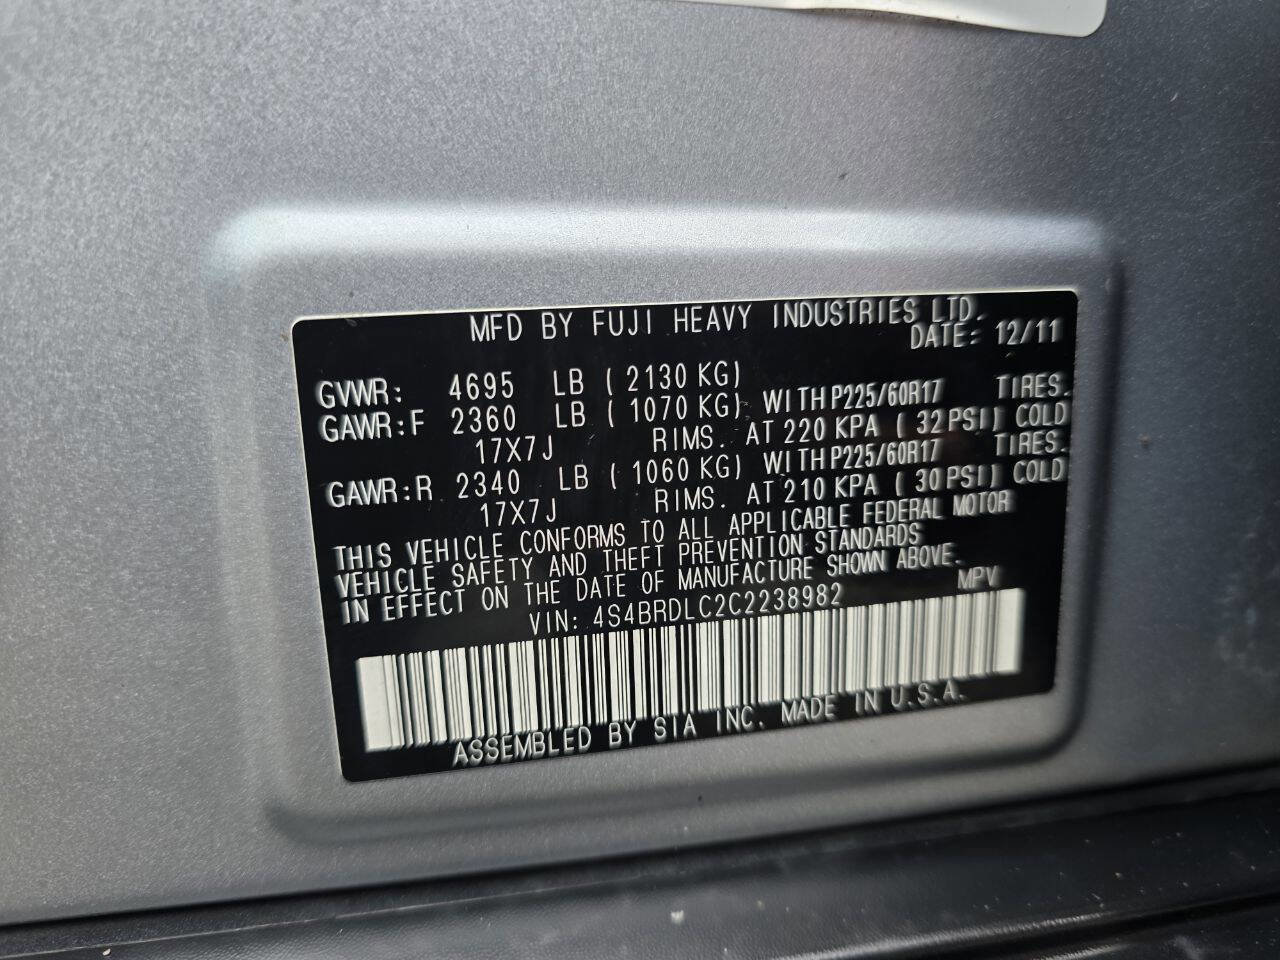 MFD BY FUJI HEAVY INDUSTRIES LTD.
DATE: 12/11
GVWR: 4695 LB ( 2130 KG)
GAWR:F 2360 LB ( 1070 KG) WITH P225/60R17 TIRES.
17X7J RIMS. AT 220 KPA ( 32 PSI) COLD
GAWR:R 2340 LB ( 1060 KG) WITH P225/60R17 TIRES.
17X7J RIMS. AT 210 KPA ( 30 PSI) COLD
THIS VEHICLE CONFORMS TO ALL APPLICABLE FEDERAL MOTOR
VEHICLE SAFETY AND THEFT PREVENTION STANDARDS
IN EFFECT ON THE DATE OF MANUFACTURE SHOWN ABOVE.
VIN: 4S4BRDLC2C2238982 MPV
ASSEMBLED BY SIA INC. MADE IN U.S.A.